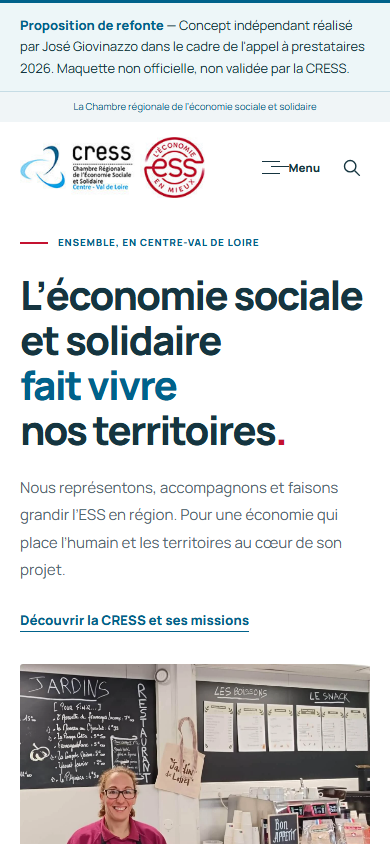 Proposition de refonte — Concept indépendant réalisé
par José Giovinazzo dans le cadre de l'appel à prestataires
2026. Maquette non officielle, non validée par la CRESS.
La Chambre régionale de l'économie sociale et solidaire
cress
Chambre Régionale
de l'Économie Sociale
et Solidaire
Centre - Val de Loire
L'ÉCONOMIE
ess
EN MIEUX
Menu
ENSEMBLE, EN CENTRE-VAL DE LOIRE
L'économie sociale
et solidaire
fait vivre
nos territoires.
Nous représentons, accompagnons et faisons
grandir l'ESS en région. Pour une économie qui
place l'humain et les territoires au cœur de son
projet.
Découvrir la CRESS et ses missions
JARDINS
RESTAURANT
LES BOISSONS
LE SNACK
BON
APPÉTIT